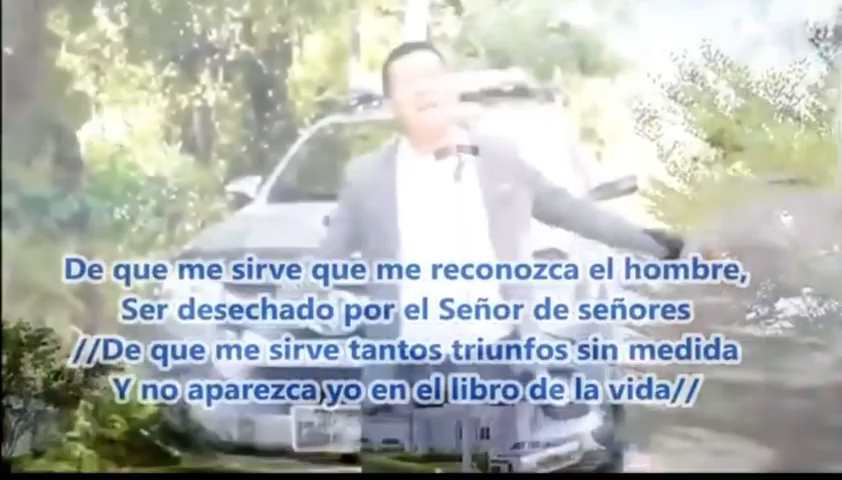 De que me sirve que me reconozca el hombre,
Ser desechado por el Señor de señores
//De que me sirve tantos triunfos sin medida
Y no aparezca yo en el libro de la vida//